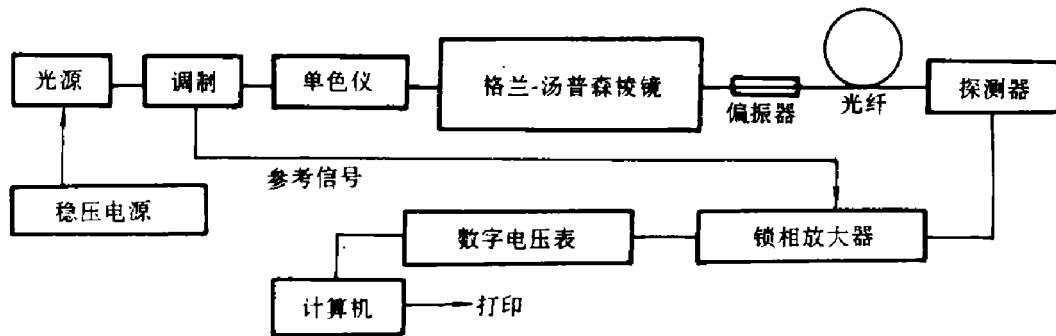 光源
调制
单色仪
格兰-汤普森棱镜
偏振器
光纤
探测器
参考信号
稳压电源
数字电压表
锁相放大器
计算机
打印